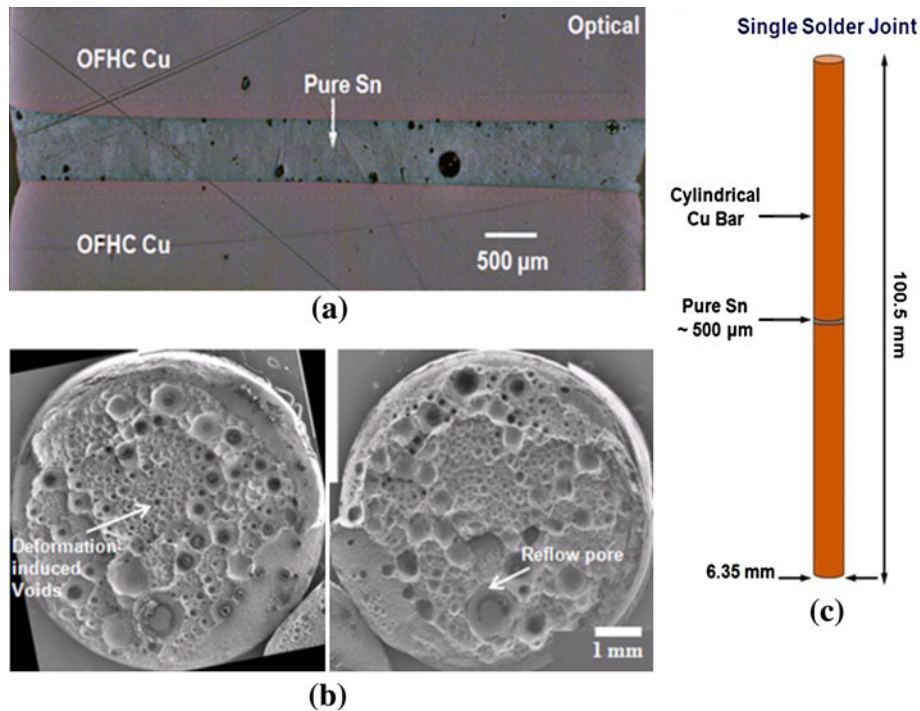 Optical
OFHC Cu
Pure Sn
OFHC Cu
500 µm
(a)
Deformation-
induced
Voids
Reflow pore
1 mm
(b)
Single Solder Joint
Cylindrical
Cu Bar
100.5 mm
Pure Sn
~ 500 µm
6.35 mm
(c)